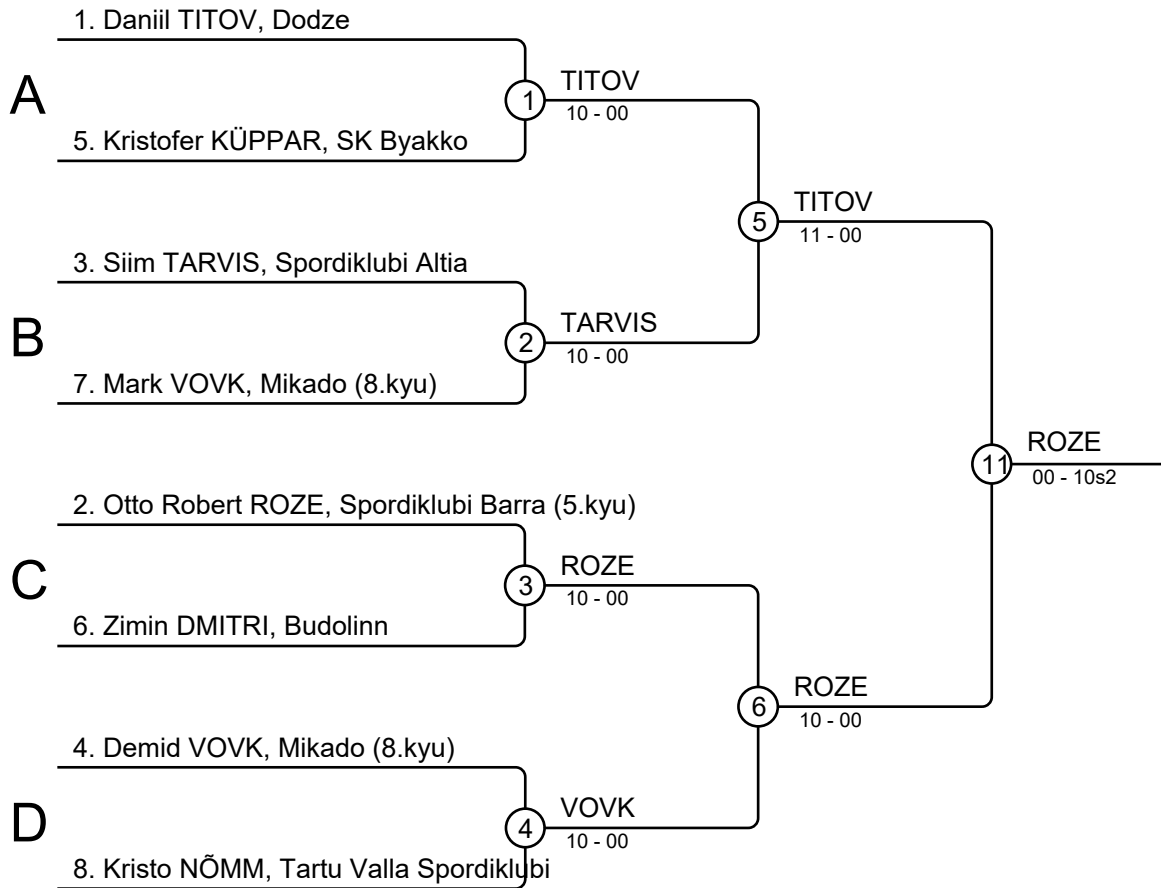 1. Daniil TITOV, Dodze
A
1
TITOV
10 - 00
5. Kristofer KÜPPAR, SK Byakko
5
TITOV
11 - 00
3. Siim TARVIS, Spordiklubi Altia
B
2
TARVIS
10 - 00
7. Mark VOVK, Mikado (8.kyu)
11
ROZE
00 - 10s2
2. Otto Robert ROZE, Spordiklubi Barra (5.kyu)
C
3
ROZE
10 - 00
6. Zimin DMITRI, Budolinn
6
ROZE
10 - 00
4. Demid VOVK, Mikado (8.kyu)
D
4
VOVK
10 - 00
8. Kristo NÕMM, Tartu Valla Spordiklubi